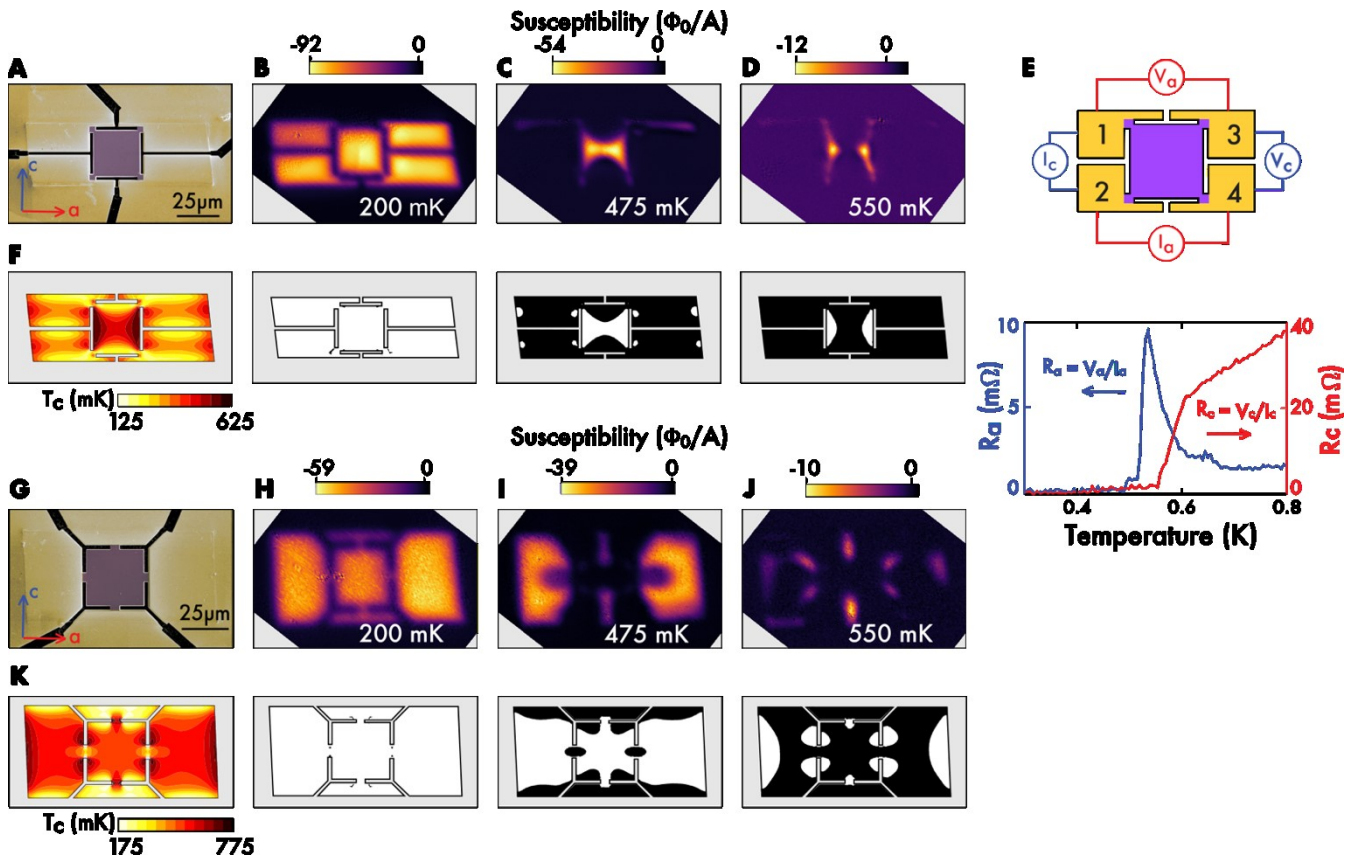 Susceptibility (Φ₀/A)
-92 0 -54 0 -12 0
A B C D E
c
a
25μm
200 mK
475 mK
550 mK
Va
Ic
1 3
2 4
Vc
Ia
F
Tc (mK)
125 625
10
5
0
Ra (mΩ)
Ra = Va/Ia
Rc = Vc/Ic
40
20
0
Rc (mΩ)
0.4 0.6 0.8
Temperature (K)
Susceptibility (Φ₀/A)
-59 0 -39 0 -10 0
G H I J
c
a
25μm
200 mK
475 mK
550 mK
K
Tc (mK)
175 775